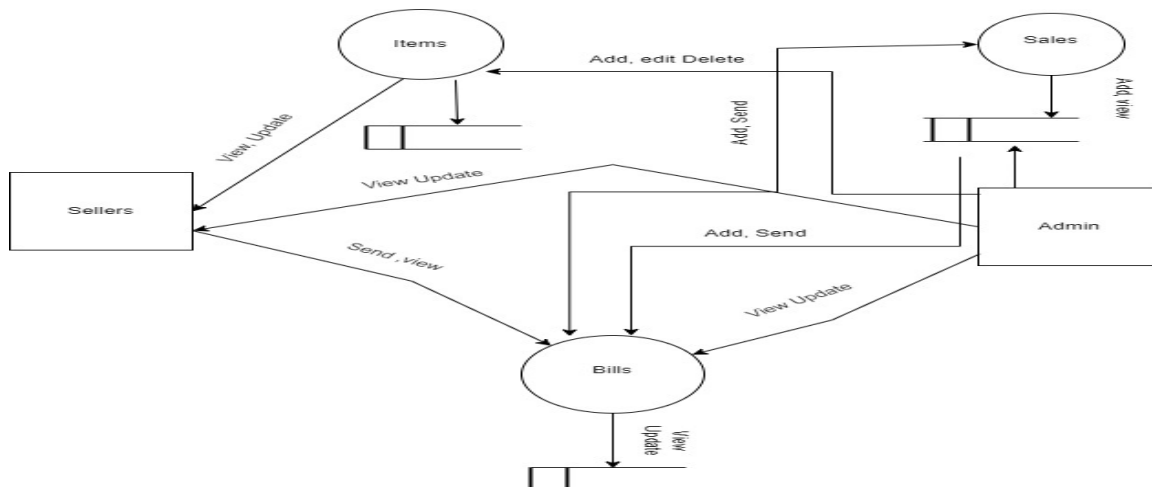 Items
Sales
Add, edit Delete
Add, view
Add, Send
View, Update
View Update
Sellers
Admin
Add, Send
Send ,view
View Update
Bills
View
Update